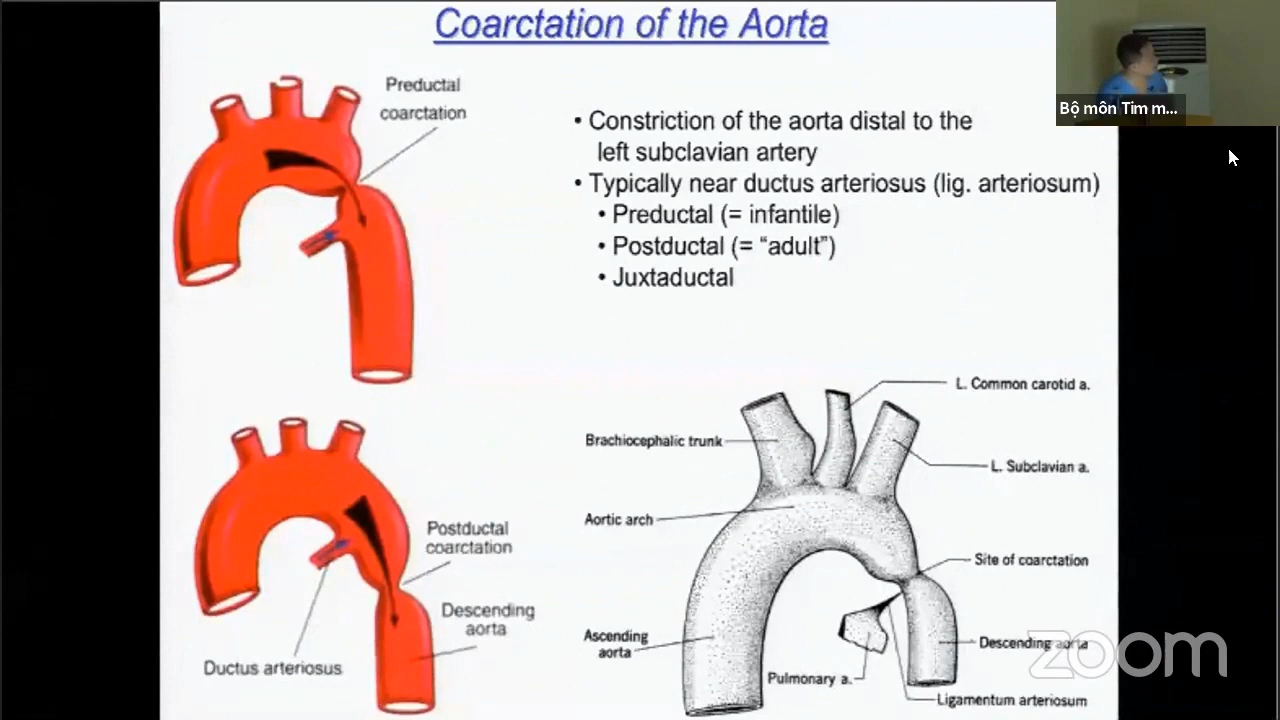 Coarctation of the Aorta
Bộ môn Tim m...
Preductal
coarctation
• Constriction of the aorta distal to the
left subclavian artery
• Typically near ductus arteriosus (lig. arteriosum)
• Preductal (= infantile)
• Postductal (= “adult”)
• Juxtaductal
Postductal
coarctation
Descending
aorta
Ductus arteriosus
L. Common carotid a.
Brachiocephalic trunk
L. Subclavian a.
Aortic arch
Site of coarctation
Ascending
aorta
Descending aorta
Pulmonary a.
Ligamentum arteriosum
zoom